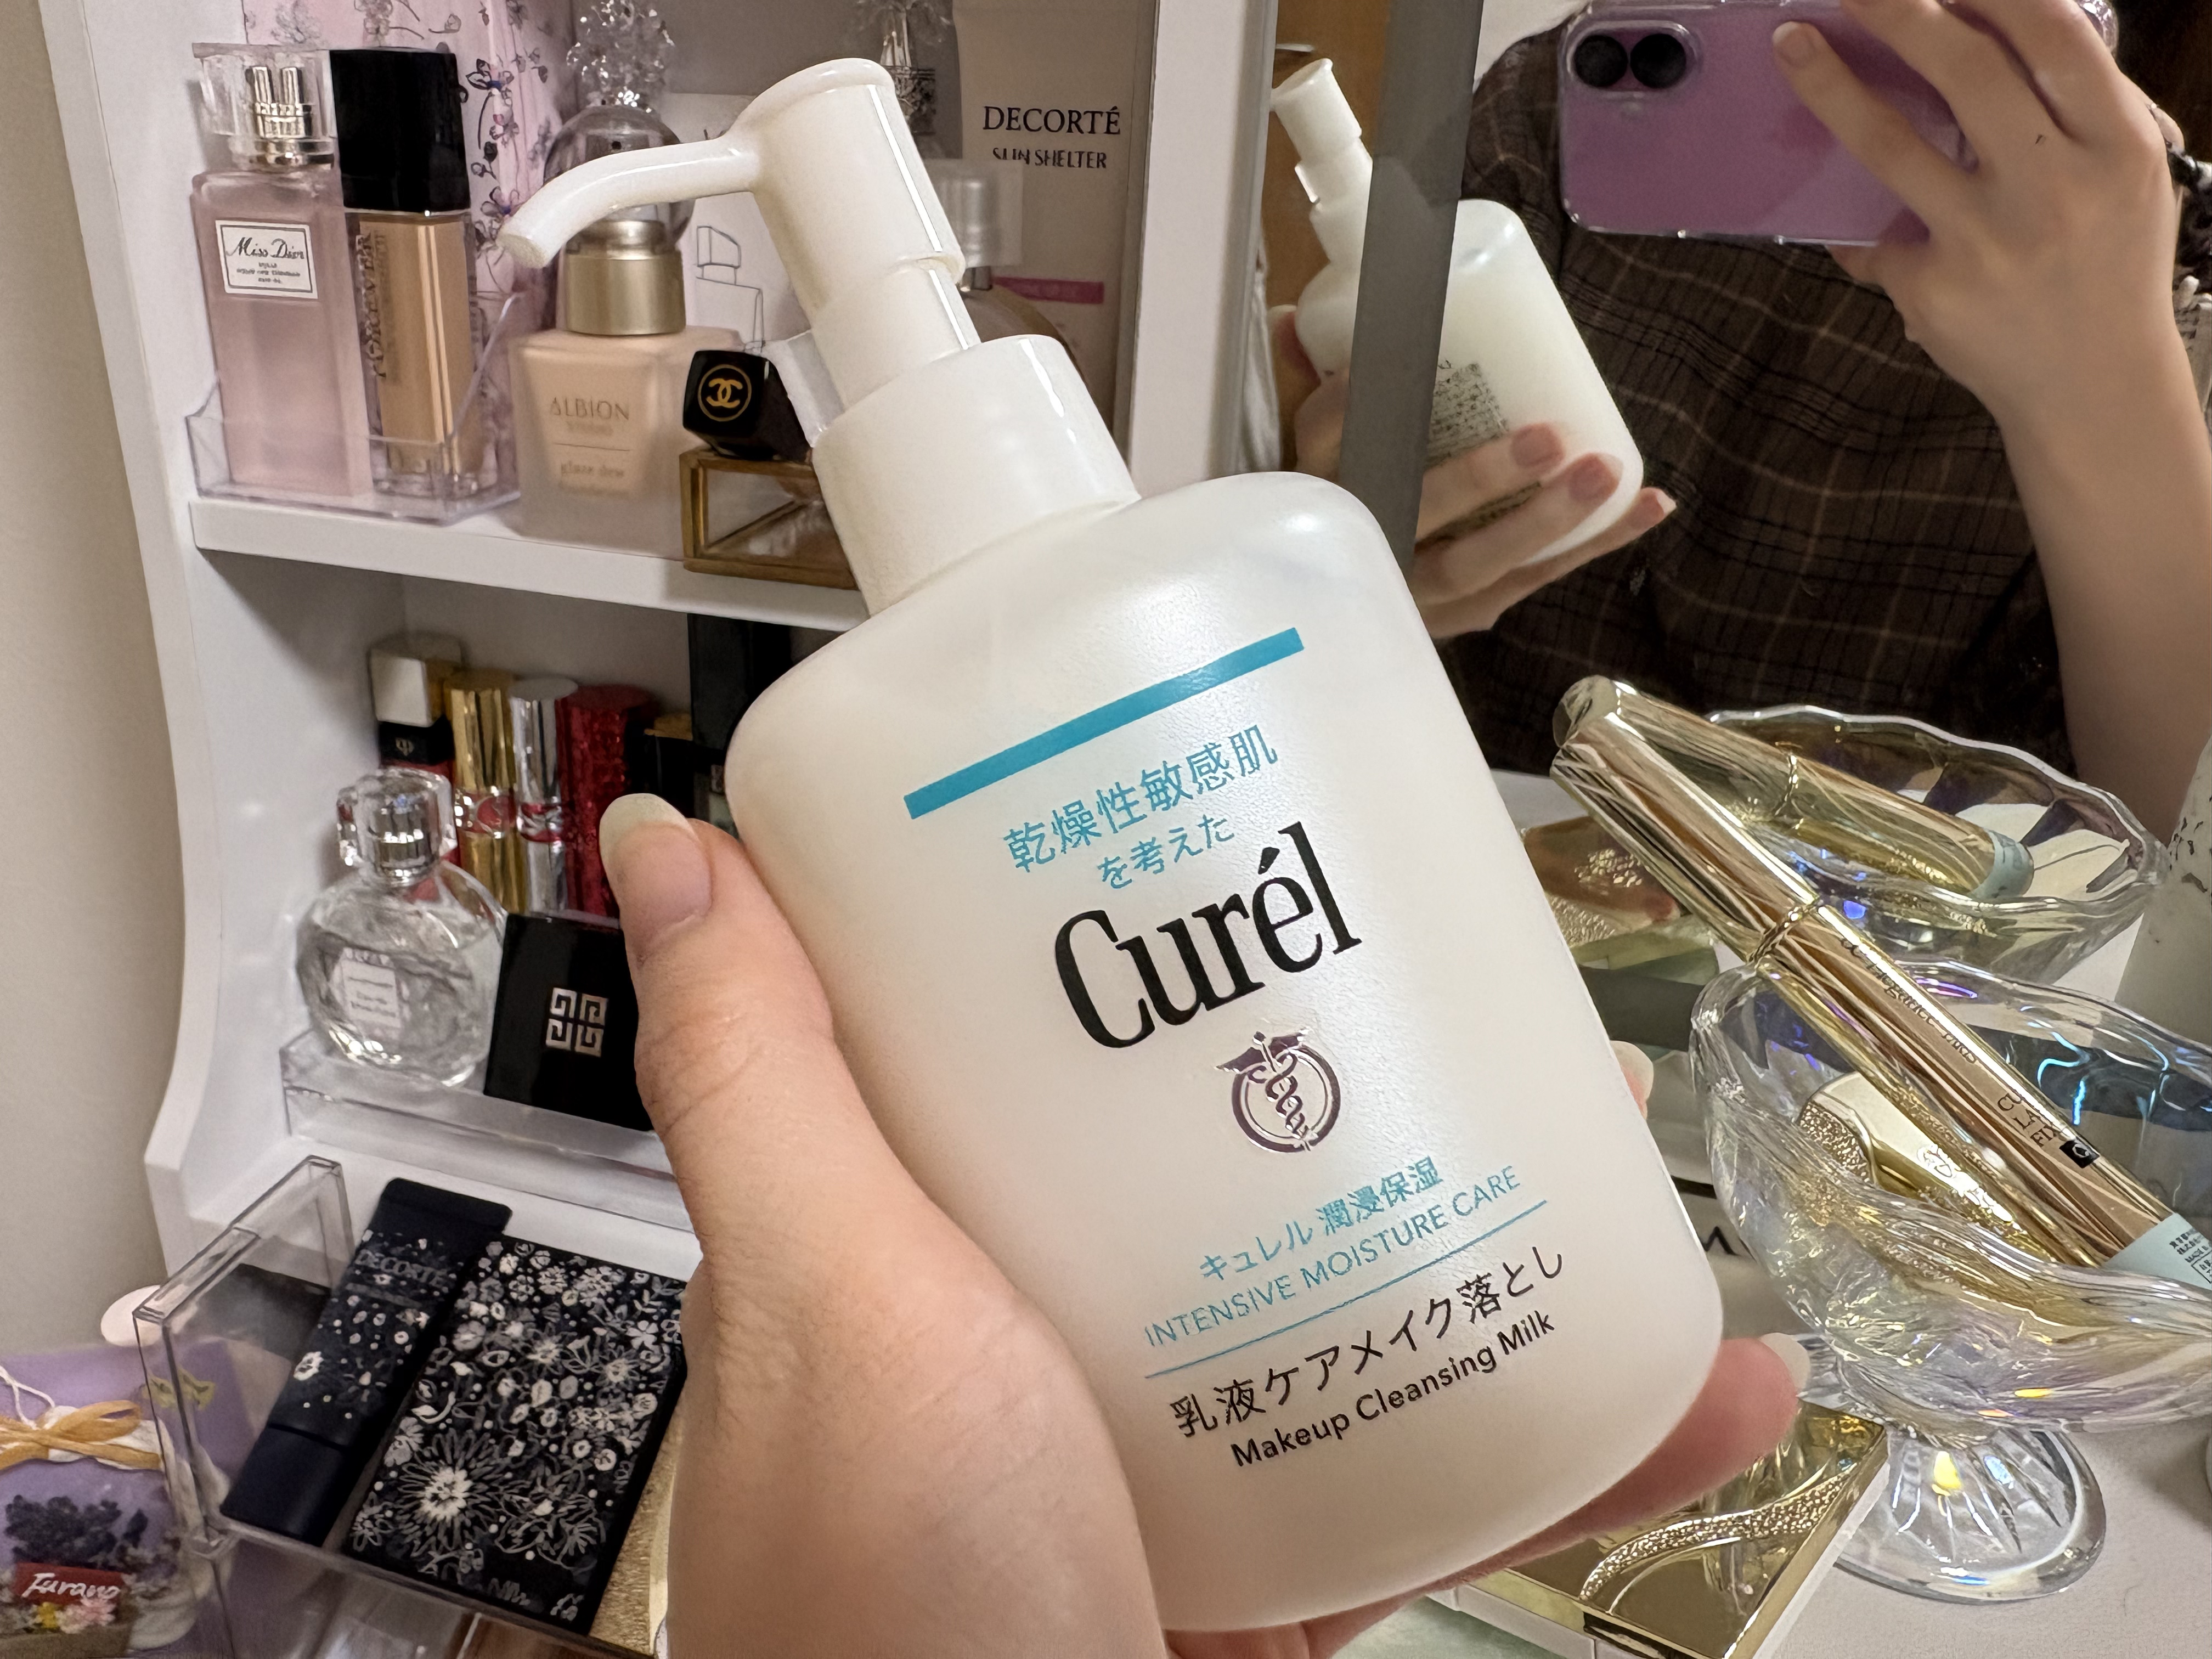 Miss Dior
FOREVER
ALBION
glaze dew
DECORTÉ
SUN SHELTER
乾燥性敏感肌
を考えた
Curél
キュレル 潤浸保湿
INTENSIVE MOISTURE CARE
乳液ケアメイク落とし
Makeup Cleansing Milk
DECORTÉ
Furano